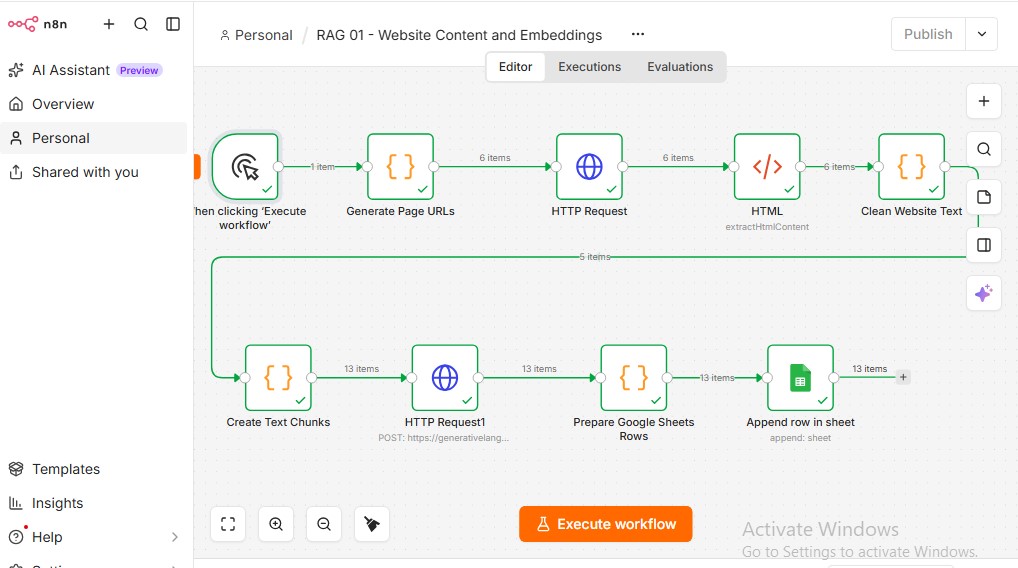 n8n
Personal / RAG 01 - Website Content and Embeddings ...
Publish
Editor Executions Evaluations
AI Assistant Preview
Overview
Personal
Shared with you
1 item
6 items
6 items
6 items
hen clicking ‘Execute
workflow’
Generate Page URLs
HTTP Request
HTML
extractHtmlContent
Clean Website Text
5 items
13 items
13 items
13 items
13 items
Create Text Chunks
HTTP Request1
POST: https://generativelang...
Prepare Google Sheets
Rows
Append row in sheet
append: sheet
Templates
Insights
Help
Execute workflow
Activate Windows
Go to Settings to activate Windows.